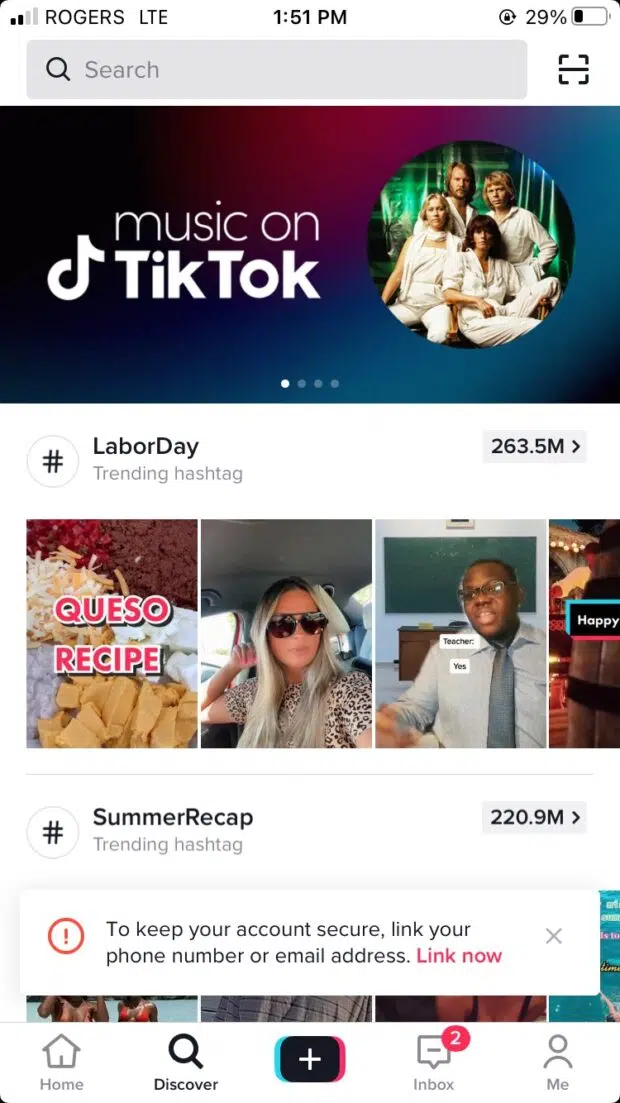 ROGERS LTE 1:51 PM 29%
Search
music on
TikTok
LaborDay
263.5M >
Trending hashtag
QUESO
RECIPE
Teacher:
Yes
Happy
SummerRecap
220.9M >
Trending hashtag
To keep your account secure, link your
phone number or email address. Link now
2
Home
Discover
Inbox
Me